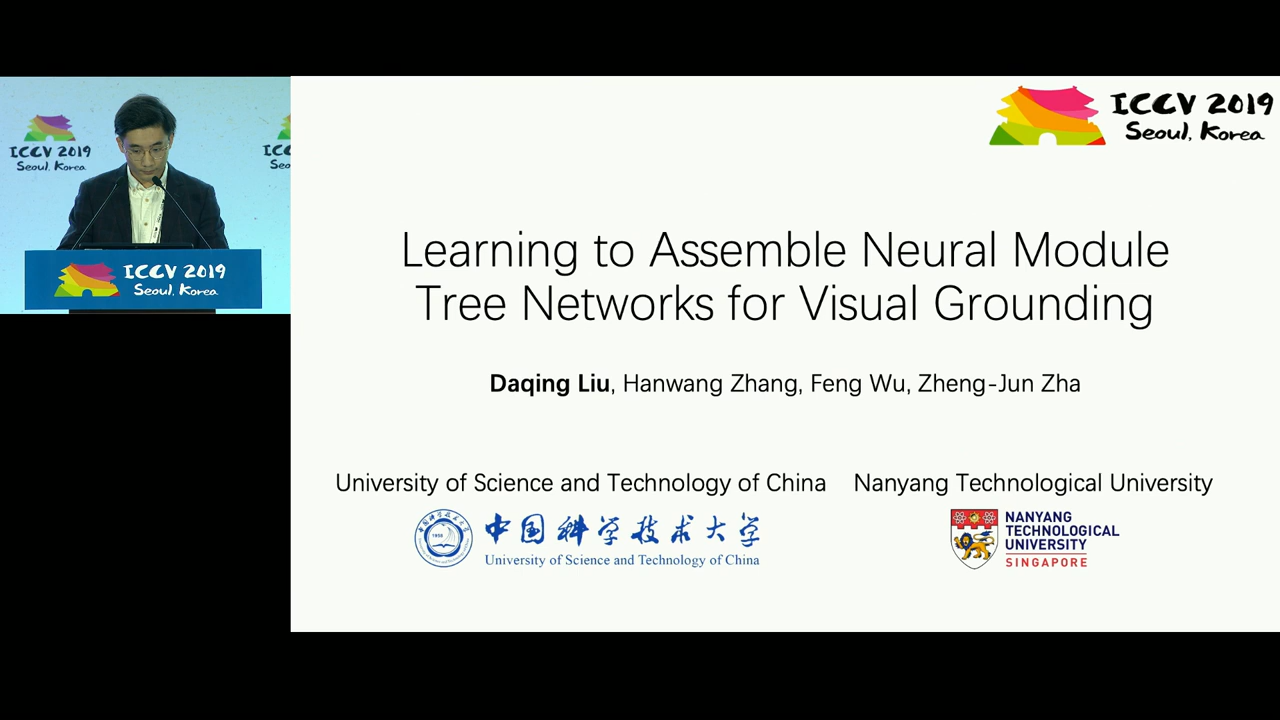 ICCV 2019
Seoul, Korea
ICC
Seou
ICCV 2019
Seoul, Korea
ICCV 2019
Seoul, Korea
Learning to Assemble Neural Module
Tree Networks for Visual Grounding
Daqing Liu, Hanwang Zhang, Feng Wu, Zheng-Jun Zha
University of Science and Technology of China
Nanyang Technological University
1958
中国科学技术大学
University of Science and Technology of China
NANYANG
TECHNOLOGICAL
UNIVERSITY
SINGAPORE